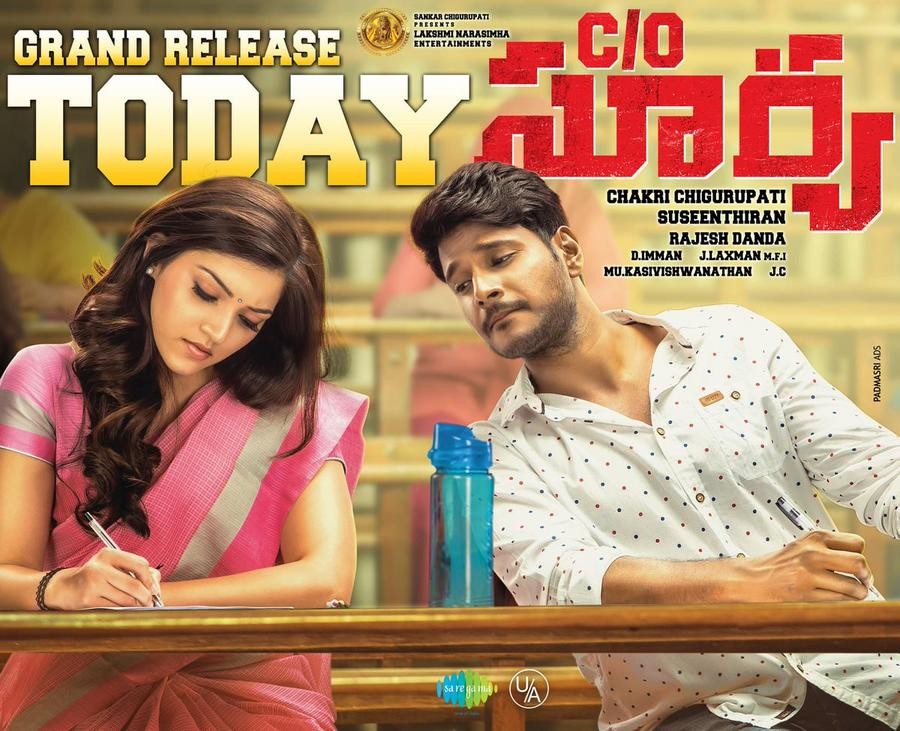 GRAND RELEASE
TODAY
SANKAR CHIGURUPATI
PRESENTS
LAKSHMI NARASIMHA
ENTERTAINMENTS
C/O
సూర్య
CHAKRI CHIGURUPATI
SUSEENTHIRAN
RAJESH DANDA
D.IMMAN J.LAXMAN M.F.I
MU.KASIVISHWANATHAN J.C
PADMASRI ADS
saregama
U/A